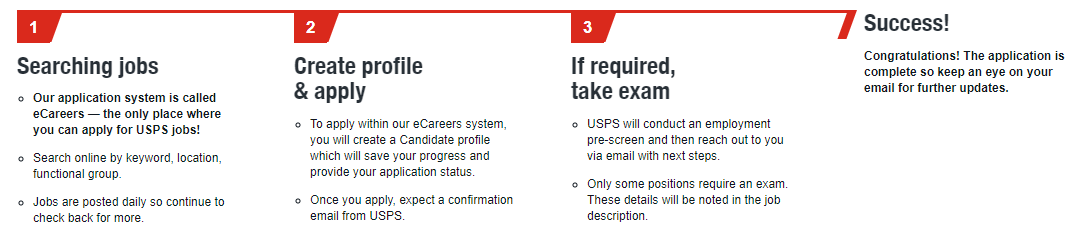 1
Searching jobs
Our application system is called
eCareers — the only place where
you can apply for USPS jobs!
Search online by keyword, location,
functional group.
Jobs are posted daily so continue to
check back for more.
2
Create profile
& apply
To apply within our eCareers system,
you will create a Candidate profile
which will save your progress and
provide your application status.
Once you apply, expect a confirmation
email from USPS.
3
If required,
take exam
USPS will conduct an employment
pre-screen and then reach out to you
via email with next steps.
Only some positions require an exam.
These details will be noted in the job
description.
Success!
Congratulations! The application is
complete so keep an eye on your
email for further updates.